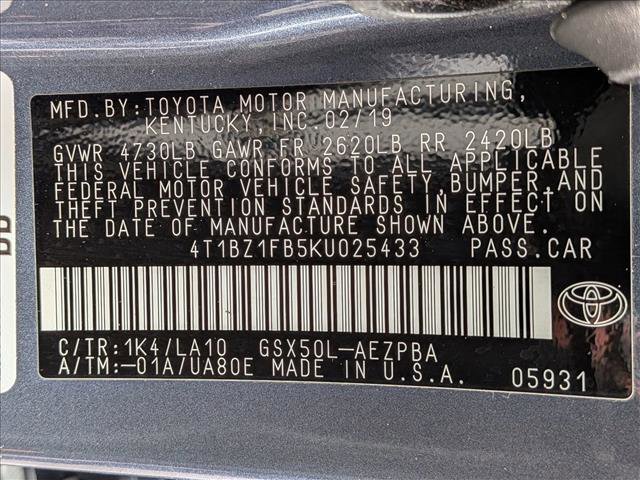 MFD.BY:TOYOTA MOTOR MANUFACTURING,
KENTUCKY,INC.02/19
GVWR 4730LB GAWR FR 2620LB RR 2420LB
THIS VEHICLE CONFORMS TO ALL APPLICABLE
FEDERAL MOTOR VEHICLE SAFETY,BUMPER,AND
THEFT PREVENTION STANDARDS IN EFFECT ON
THE DATE OF MANUFACTURE SHOWN ABOVE.
4T1BZ1FB5KU025433 PASS.CAR
C/TR:1K4/LA10 GSX50L-AEZPBA
A/TM:-01A/UA80E MADE IN U.S.A. 05931